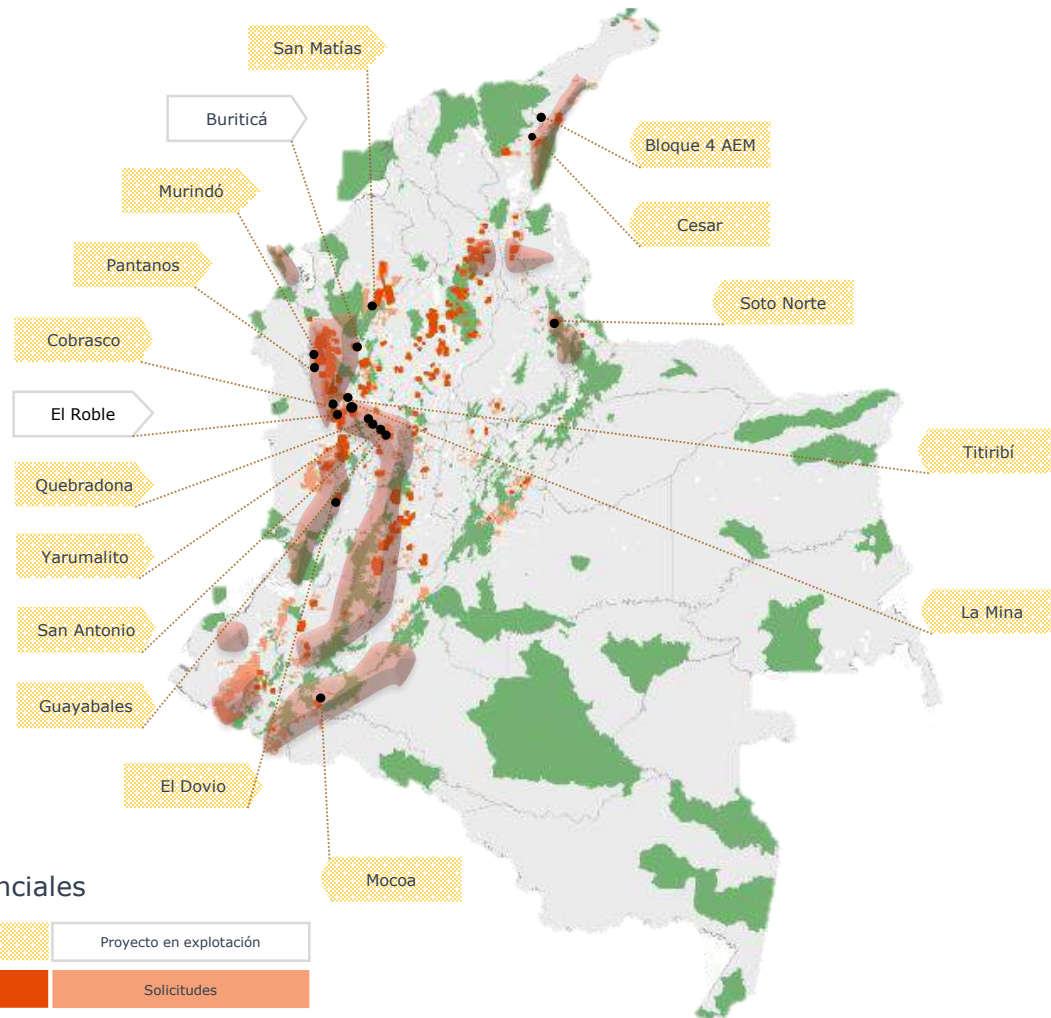 San Matías
Buriticá
Bloque 4 AEM
Murindó
Cesar
Pantanos
Soto Norte
Cobrasco
El Roble
Titiribí
Quebradona
Yarumalito
La Mina
San Antonio
Guayabales
El Dovio
Mocoa
nciales
Proyecto en explotación
Solicitudes